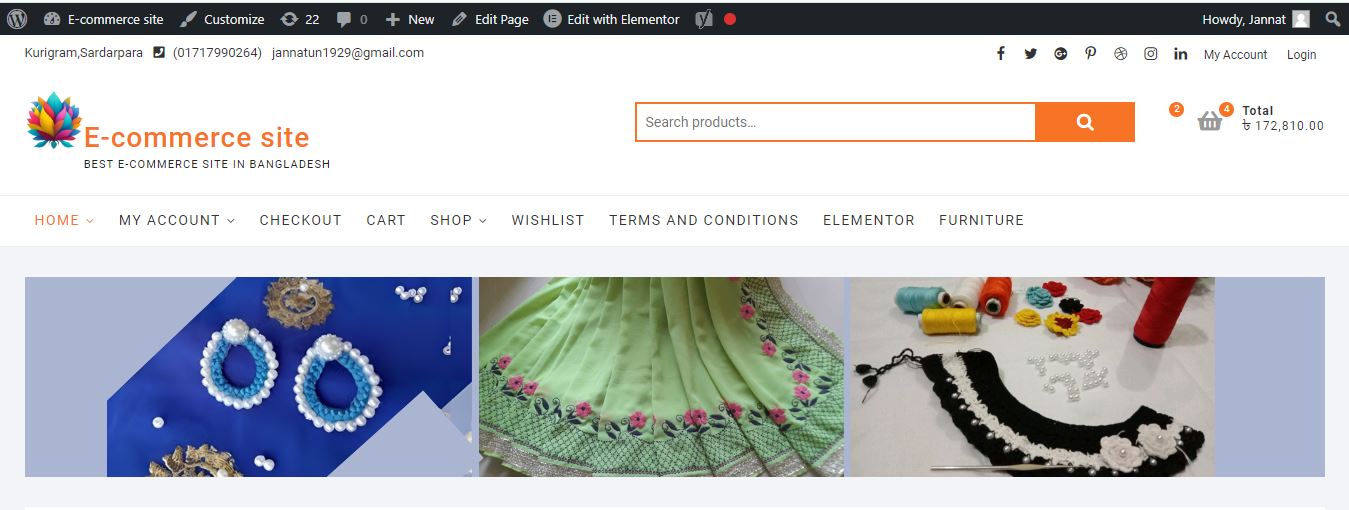 E-commerce site Customize 22 0 New Edit Page Edit with Elementor Howdy, Jannat
Kurigram,Sardarpara (01717990264) jannatun1929@gmail.com My Account Login
E-commerce site
BEST E-COMMERCE SITE IN BANGLADESH
Search products…
2
4
Total
৳ 172,810.00
HOME MY ACCOUNT CHECKOUT CART SHOP WISHLIST TERMS AND CONDITIONS ELEMENTOR FURNITURE